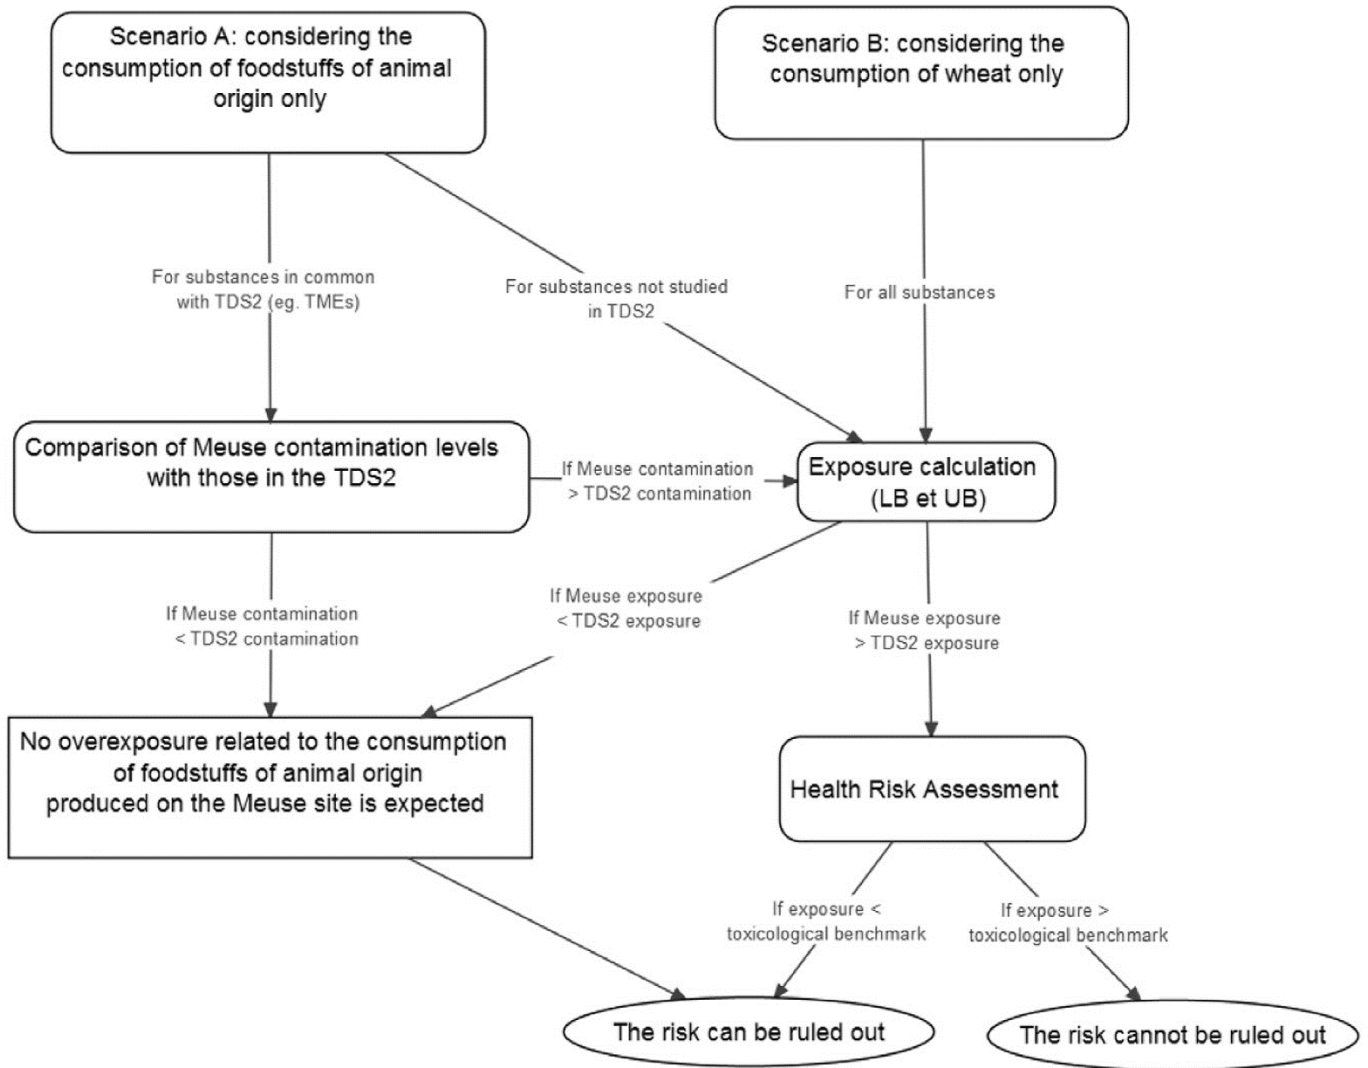 Scenario A: considering the
consumption of foodstuffs of animal
origin only
Scenario B: considering the
consumption of wheat only
For substances in common
with TDS2 (eg. TMEs)
For substances not studied
in TDS2
For all substances
Comparison of Meuse contamination levels
with those in the TDS2
If Meuse contamination
> TDS2 contamination
Exposure calculation
(LB et UB)
If Meuse contamination
< TDS2 contamination
If Meuse exposure
< TDS2 exposure
If Meuse exposure
> TDS2 exposure
No overexposure related to the consumption
of foodstuffs of animal origin
produced on the Meuse site is expected
Health Risk Assessment
If exposure <
toxicological benchmark
If exposure >
toxicological benchmark
The risk can be ruled out
The risk cannot be ruled out